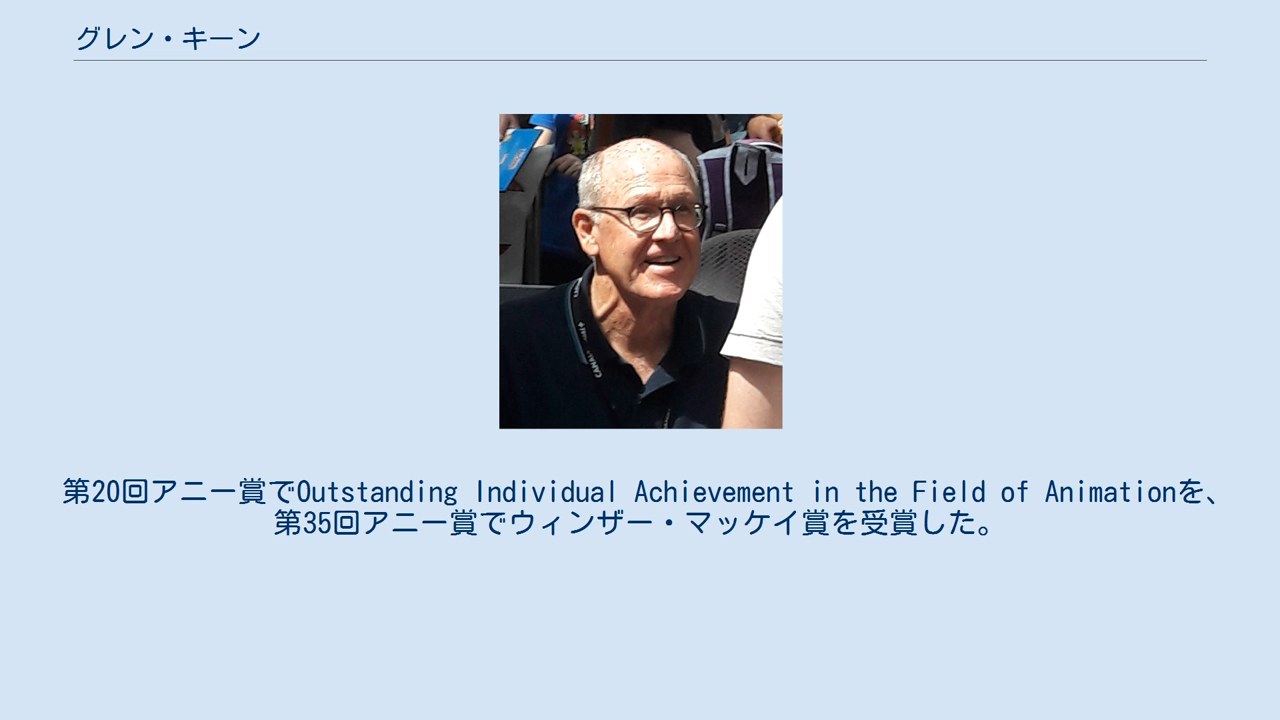 グレン・キーン
CANAL+
第20回アニー賞でOutstanding Individual Achievement in the Field of Animationを、
第35回アニー賞でウィンザー・マッケイ賞を受賞した。